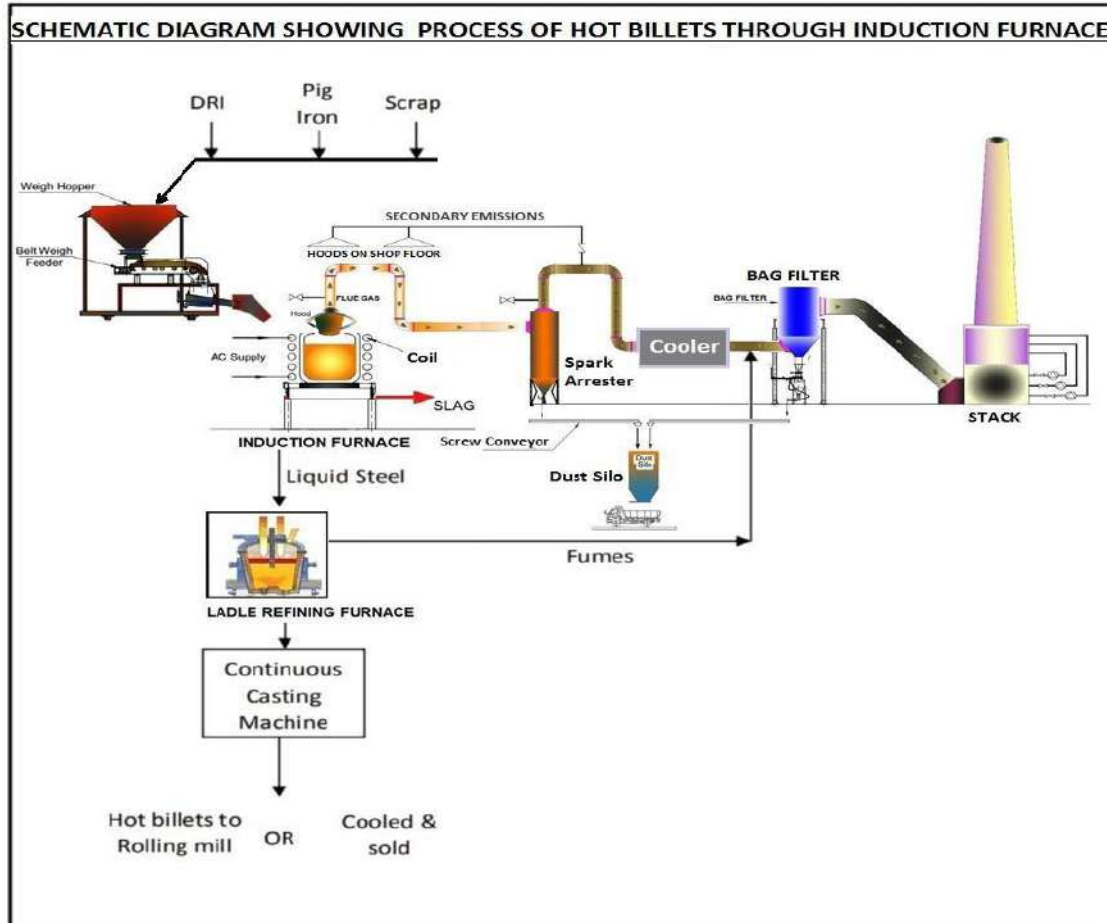 SCHEMATIC DIAGRAM SHOWING PROCESS OF HOT BILLETS THROUGH INDUCTION FURNACE
DRI
Pig
Iron
Scrap
Weigh Hopper
Belt Weigh
Feeder
SECONDARY EMISSIONS
HOODS ON SHOP FLOOR
FLUE GAS
Hood
AC Supply
Coil
SLAG
INDUCTION FURNACE
Spark
Arrester
Cooler
BAG FILTER
BAG FILTER
STACK
Screw Conveyor
Dust
Silo
Dust Silo
Liquid Steel
Fumes
LADLE REFINING FURNACE
Continuous
Casting
Machine
Hot billets to
Rolling mill
OR
Cooled &
sold